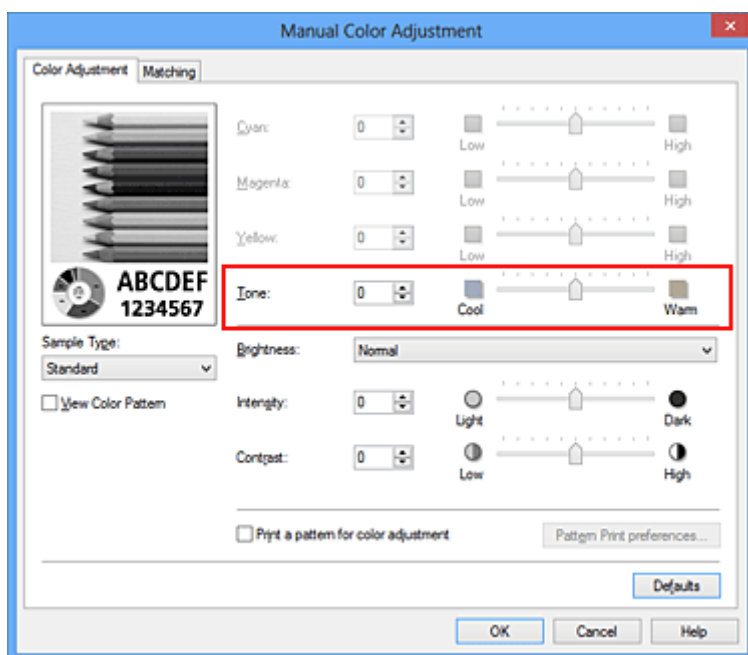 Manual Color Adjustment
Color Adjustment Matching
Cyan: 0 Low High
Magenta: 0 Low High
Yellow: 0 Low High
ABCDEF
1234567
Tone: 0 Cool Warm
Sample Type:
Standard
View Color Pattern
Brightness: Normal
Intensity: 0 Light Dark
Contrast: 0 Low High
Print a pattern for color adjustment Pattern Print preferences...
Defaults
OK Cancel Help